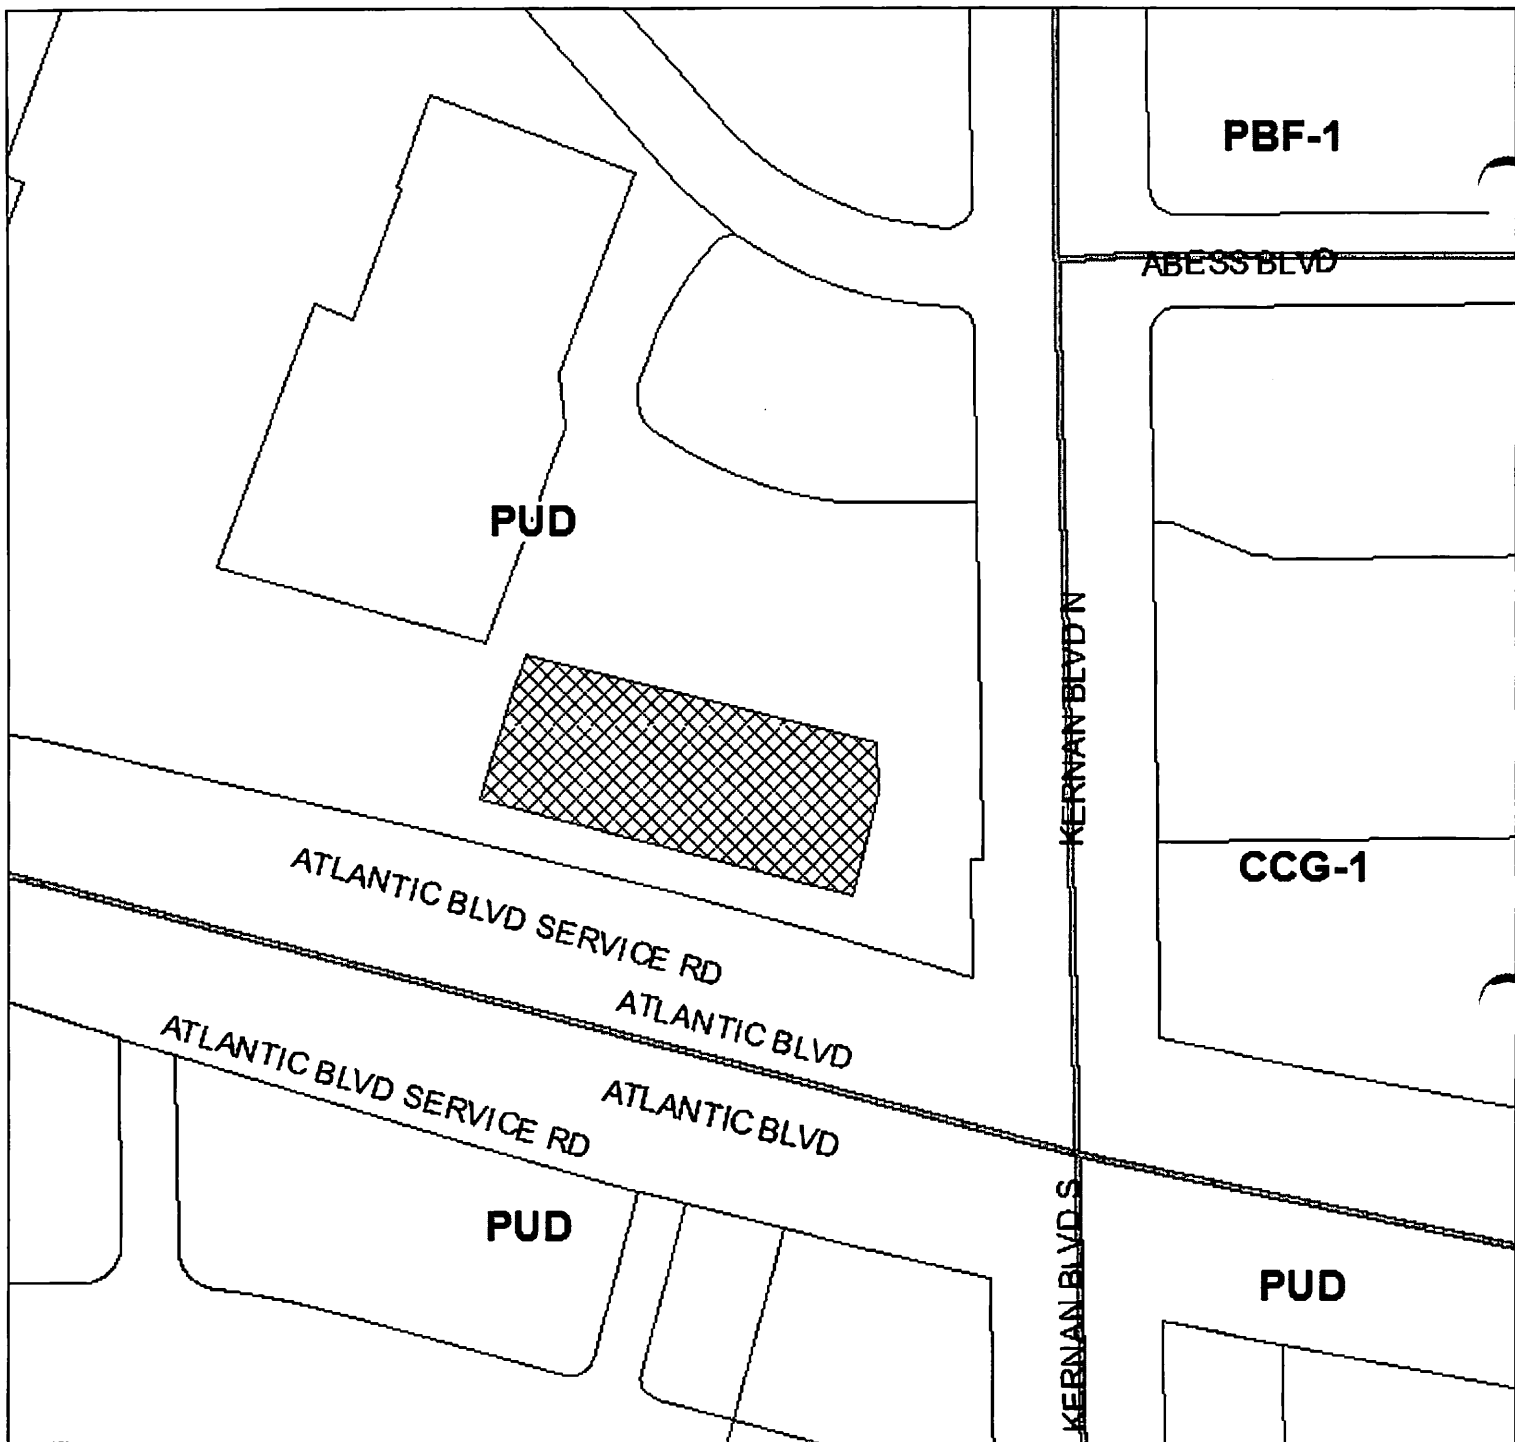 PBF-1
ABESS BLVD
PUD
KERNAN BLVD N
CCG-1
ATLANTIC BLVD SERVICE RD
ATLANTIC BLVD
ATLANTIC BLVD SERVICE RD
ATLANTIC BLVD
PUD
KERNAN BLVD S
PUD